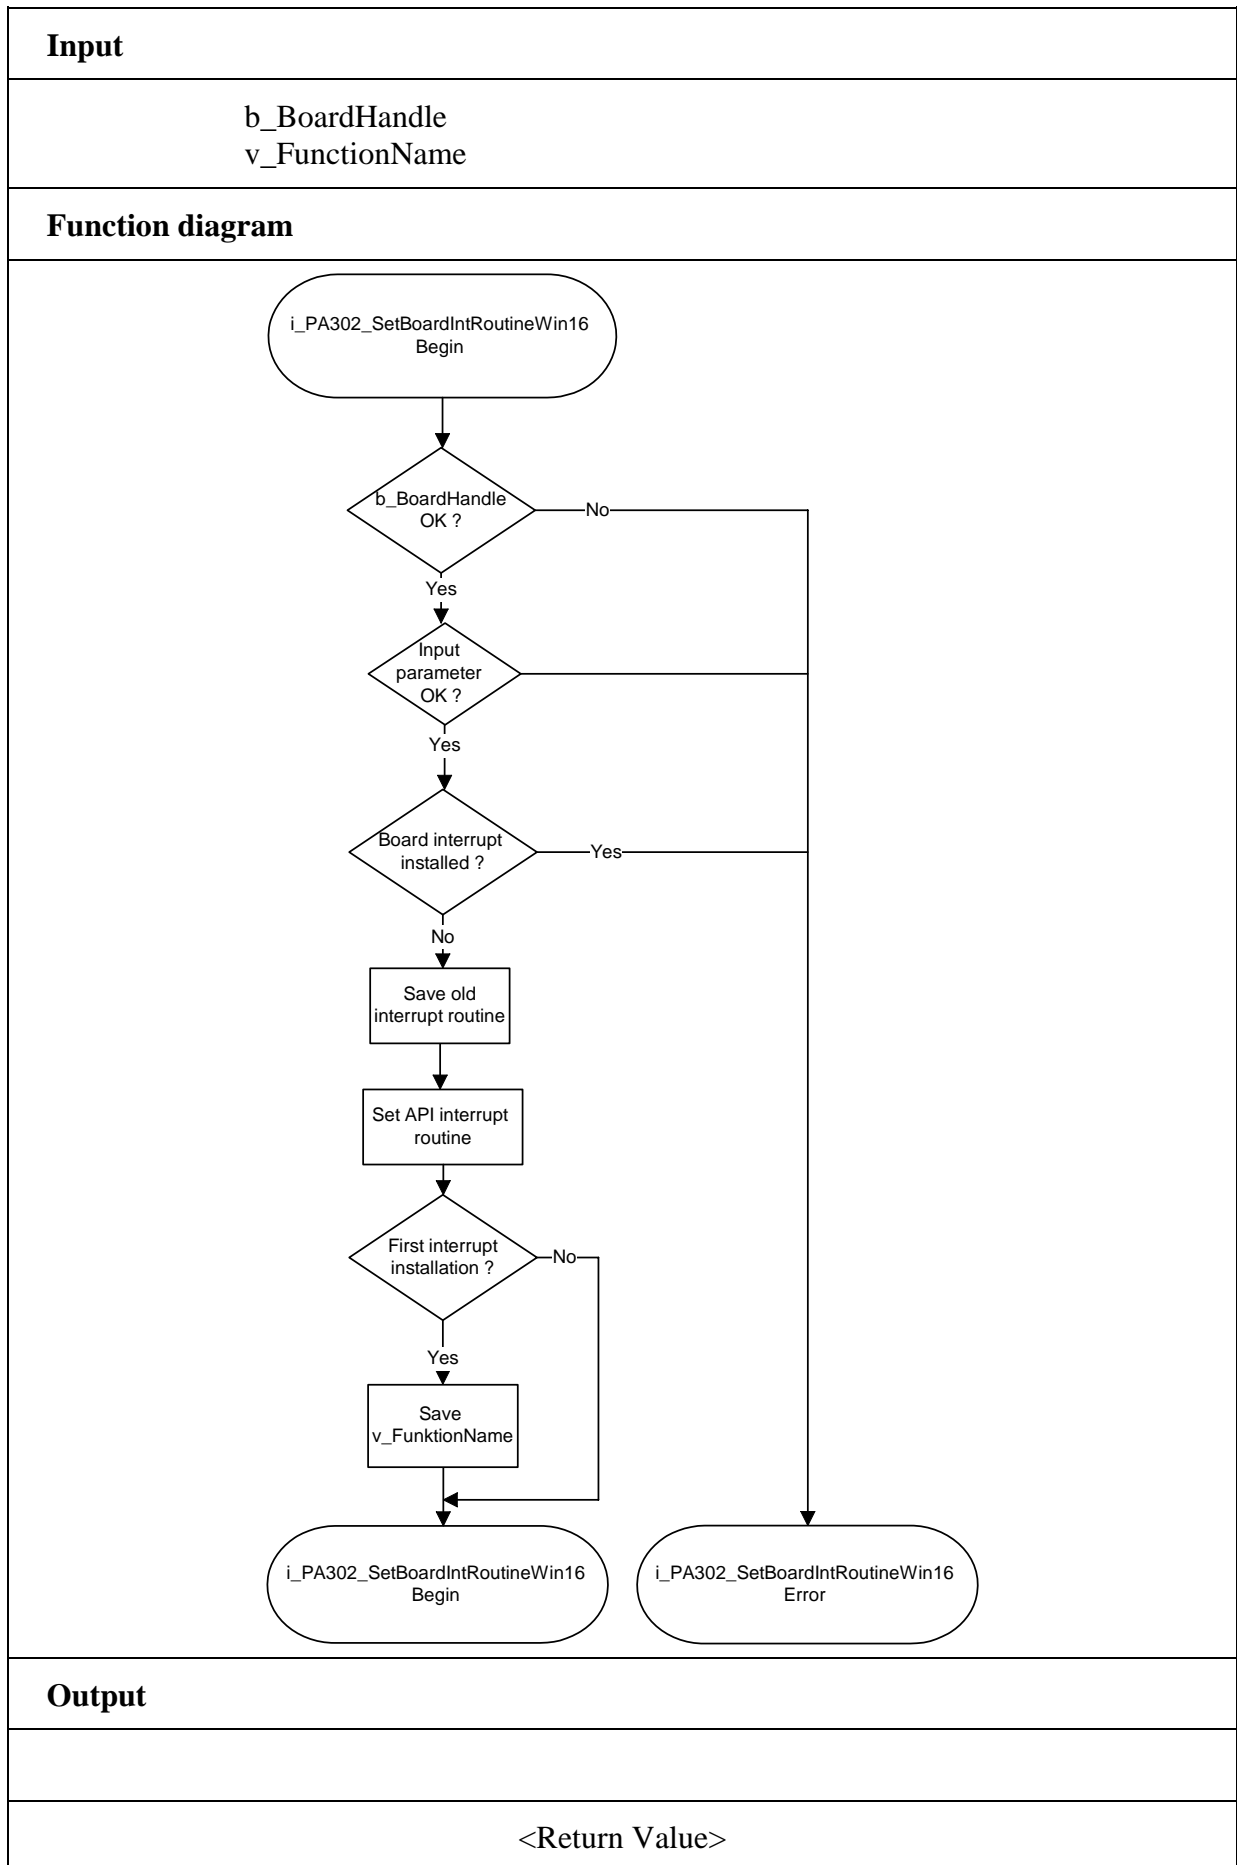 Input
b_BoardHandle
v_FunctionName
Function diagram
i_PA302_SetBoardIntRoutineWin16
Begin
b_BoardHandle
OK ?
No
Yes
Input
parameter
OK ?
Yes
Board interrupt
installed ?
Yes
No
Save old
interrupt routine
Set API interrupt
routine
First interrupt
installation ?
No
Yes
Save
v_FunktionName
i_PA302_SetBoardIntRoutineWin16
Begin
i_PA302_SetBoardIntRoutineWin16
Error
Output
<Return Value>